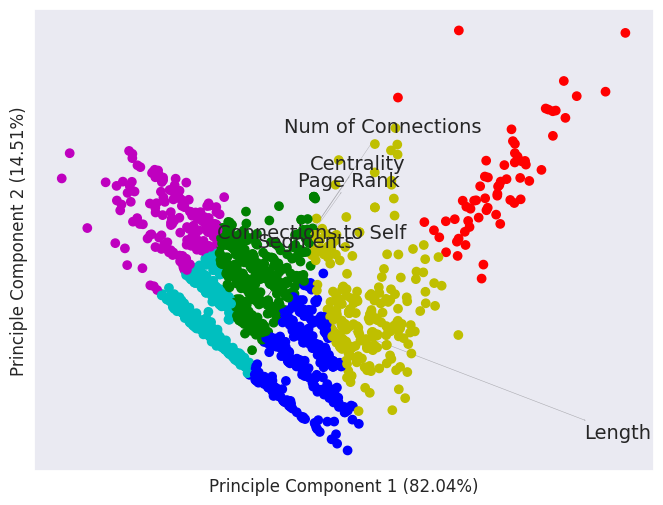 Num of Connections
Centrality
Page Rank
Connections to Self
Segments
Length
Principle Component 2 (14.51%)
Principle Component 1 (82.04%)